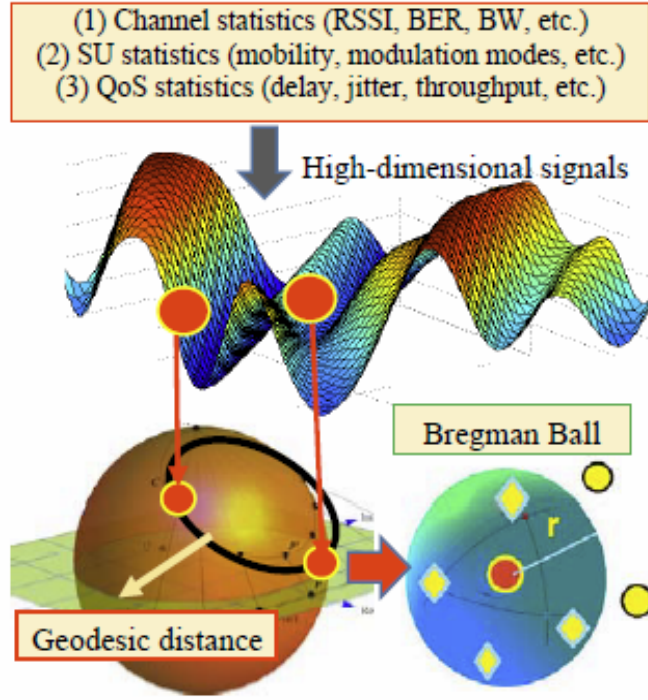 (1) Channel statistics (RSSI, BER, BW, etc.)
(2) SU statistics (mobility, modulation modes, etc.)
(3) QoS statistics (delay, jitter, throughput, etc.)
High-dimensional signals
Bregman Ball
r
Geodesic distance